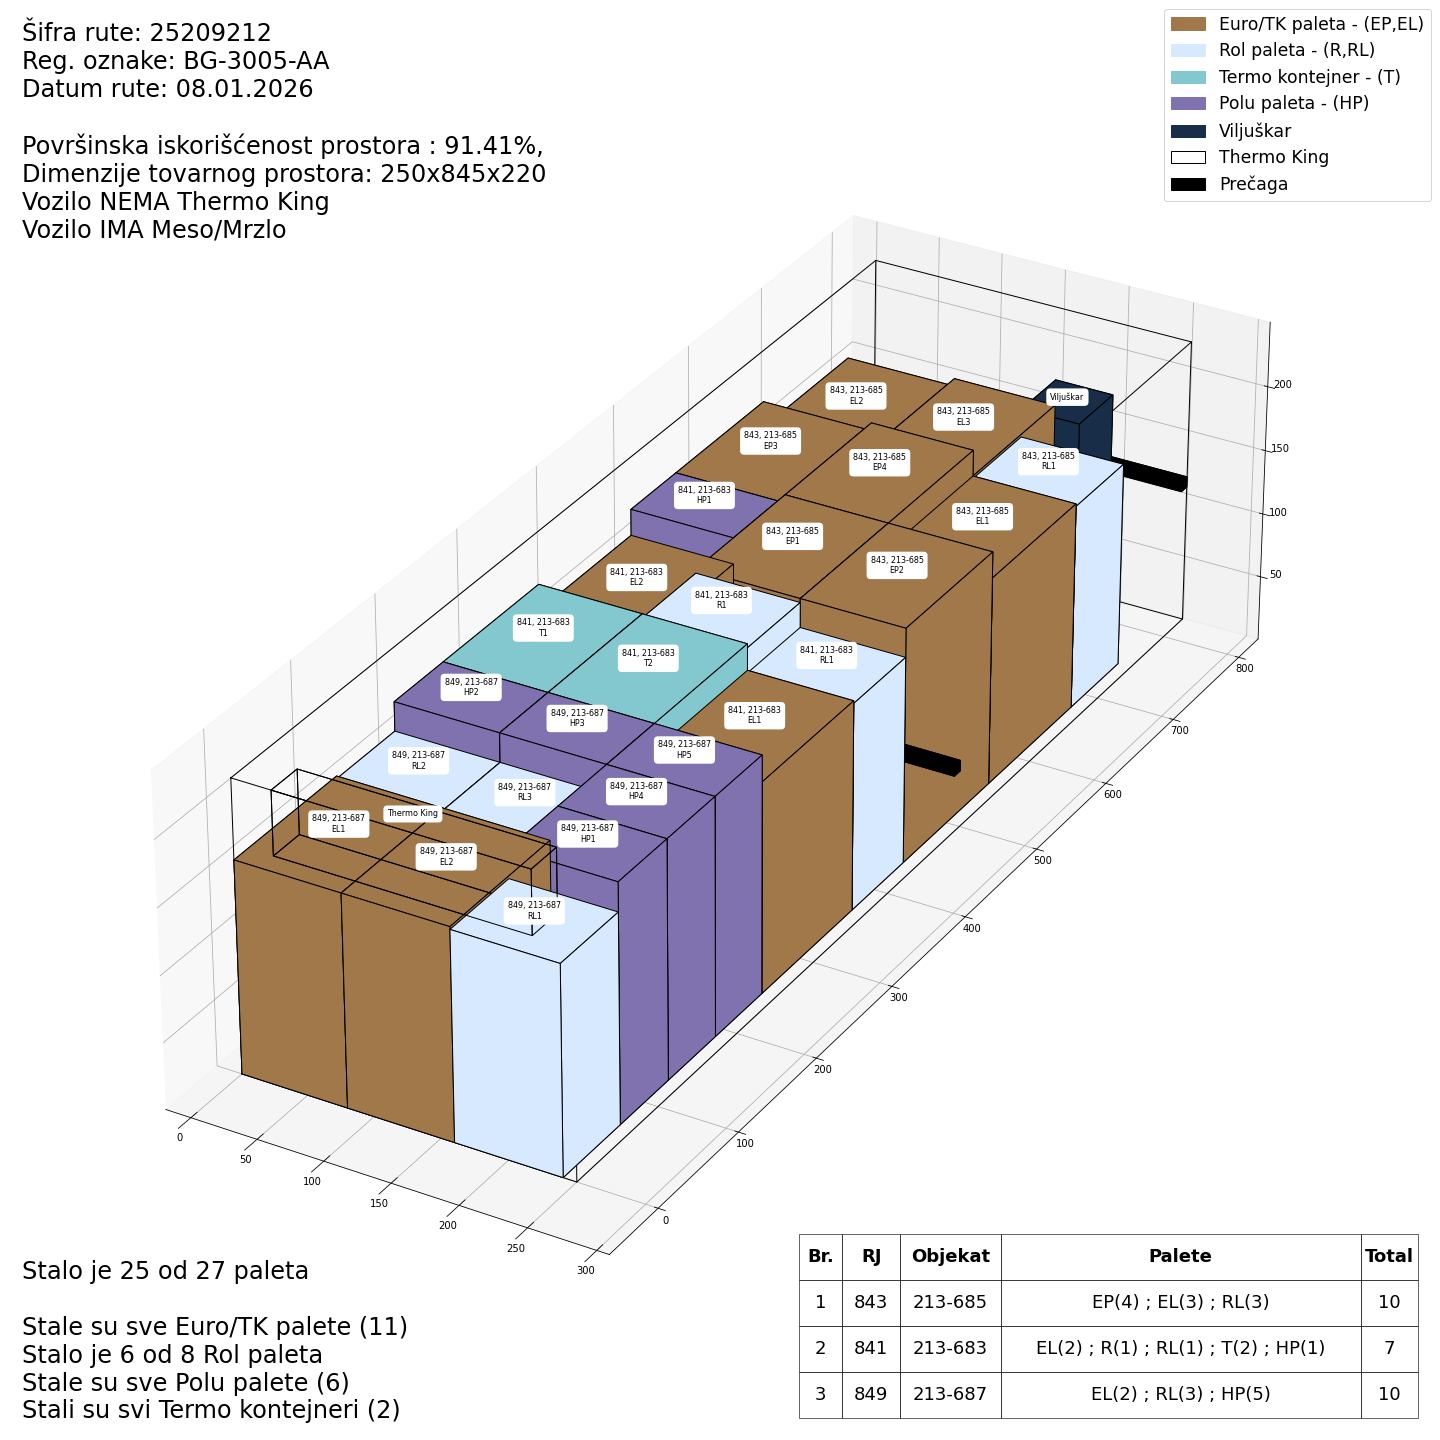 Šifra rute: 25209212
Reg. oznake: BG-3005-AA
Datum rute: 08.01.2026
Površinska iskorišćenost prostora : 91.41%,
Dimenzije tovarnog prostora: 250x845x220
Vozilo NEMA Thermo King
Vozilo IMA Meso/Mrzlo
Euro/TK paleta - (EP,EL)
Rol paleta - (R,RL)
Termo kontejner - (T)
Polu paleta - (HP)
Viljuškar
Thermo King
Prečaga
843, 213-685
EL2
Viljuškar
843, 213-685
EL3
843, 213-685
EP3
843, 213-685
EP4
843, 213-685
RL1
841, 213-683
HP1
843, 213-685
EL1
843, 213-685
EP1
843, 213-685
EP2
841, 213-683
EL2
841, 213-683
R1
841, 213-683
T1
841, 213-683
T2
841, 213-683
RL1
849, 213-687
HP2
849, 213-687
HP3
841, 213-683
EL1
849, 213-687
HP5
849, 213-687
RL2
849, 213-687
RL3
849, 213-687
HP4
Thermo King
849, 213-687
EL1
849, 213-687
HP1
849, 213-687
EL2
849, 213-687
RL1
200
150
100
50
800
700
600
500
400
300
200
100
0
0
50
100
150
200
250
300
Stalo je 25 od 27 paleta
Stale su sve Euro/TK palete (11)
Stalo je 6 od 8 Rol paleta
Stale su sve Polu palete (6)
Stali su svi Termo kontejneri (2)
Br. RJ Objekat Palete Total
1 843 213-685 EP(4) ; EL(3) ; RL(3) 10
2 841 213-683 EL(2) ; R(1) ; RL(1) ; T(2) ; HP(1) 7
3 849 213-687 EL(2) ; RL(3) ; HP(5) 10